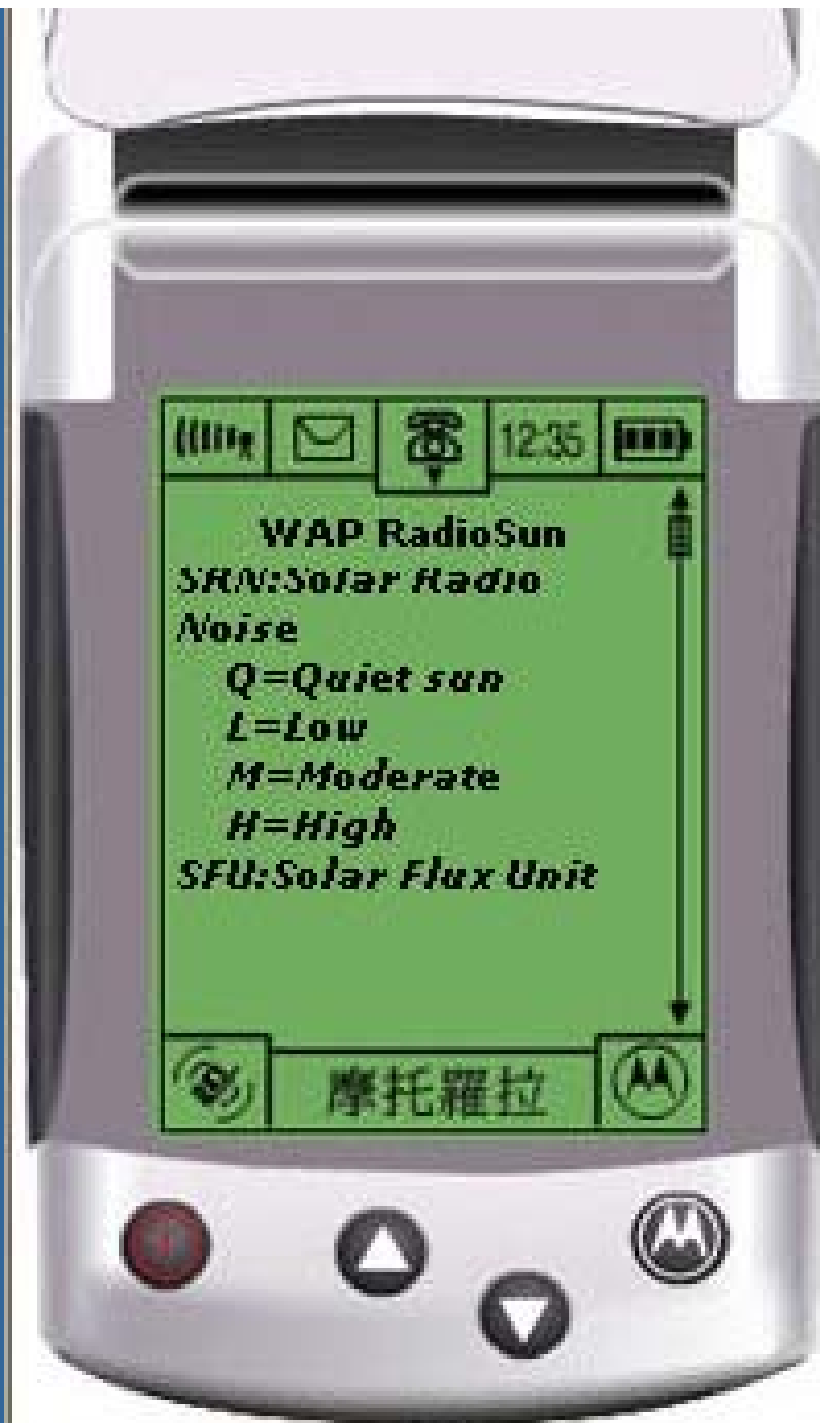 12:35
WAP RadioSun
SRN:Solar Radio
Noise
Q=Quiet sun
L=Low
M=Moderate
H=High
SFU:Solar Flux Unit
摩托羅拉